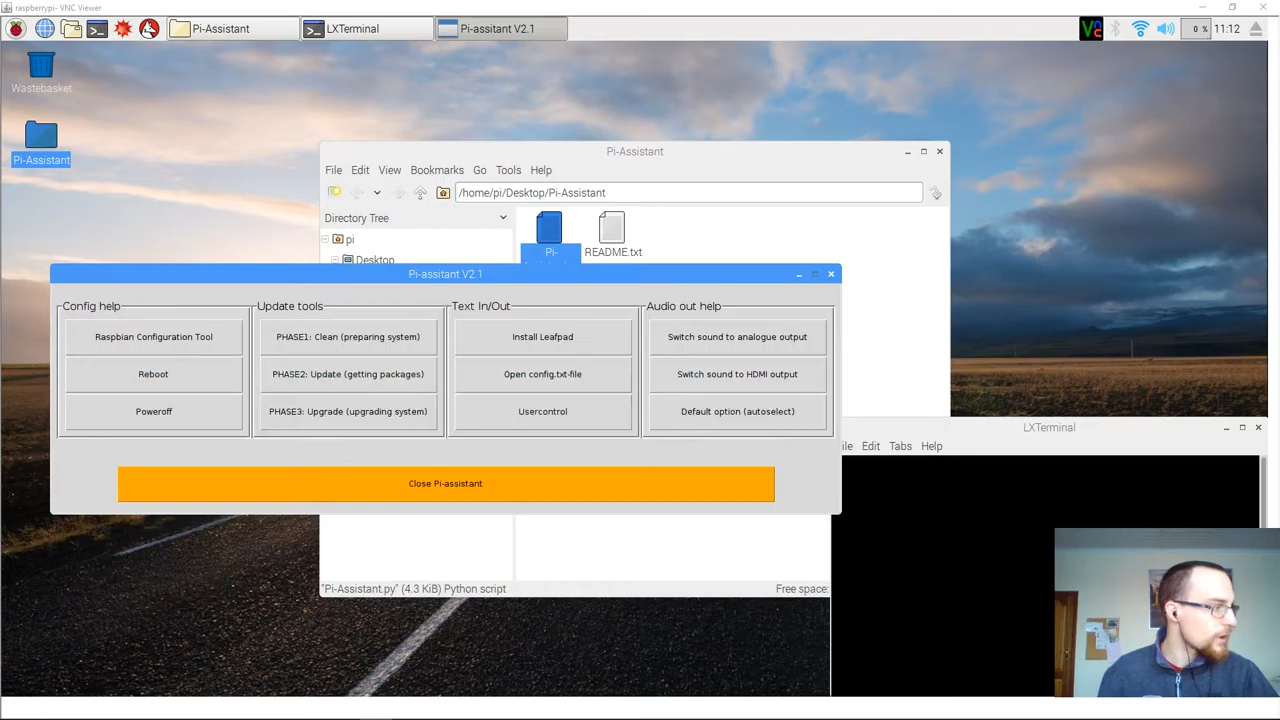 raspberrypi- VNC Viewer
Pi-Assistant
LXTerminal
Pi-assitant V2.1
0 %
11:12
Wastebasket
Pi-Assistant
Pi-Assistant
File Edit View Bookmarks Go Tools Help
/home/pi/Desktop/Pi-Assistant
Directory Tree
pi
Desktop
Pi-
README.txt
Pi-assitant V2.1
Config help
Update tools
Text In/Out
Audio out help
Raspbian Configuration Tool
PHASE1: Clean (preparing system)
Install Leafpad
Switch sound to analogue output
Reboot
PHASE2: Update (getting packages)
Open config.txt-file
Switch sound to HDMI output
Poweroff
PHASE3: Upgrade (upgrading system)
Usercontrol
Default option (autoselect)
Close Pi-assistant
LXTerminal
ile Edit Tabs Help
"Pi-Assistant.py" (4.3 KiB) Python script
Free space: